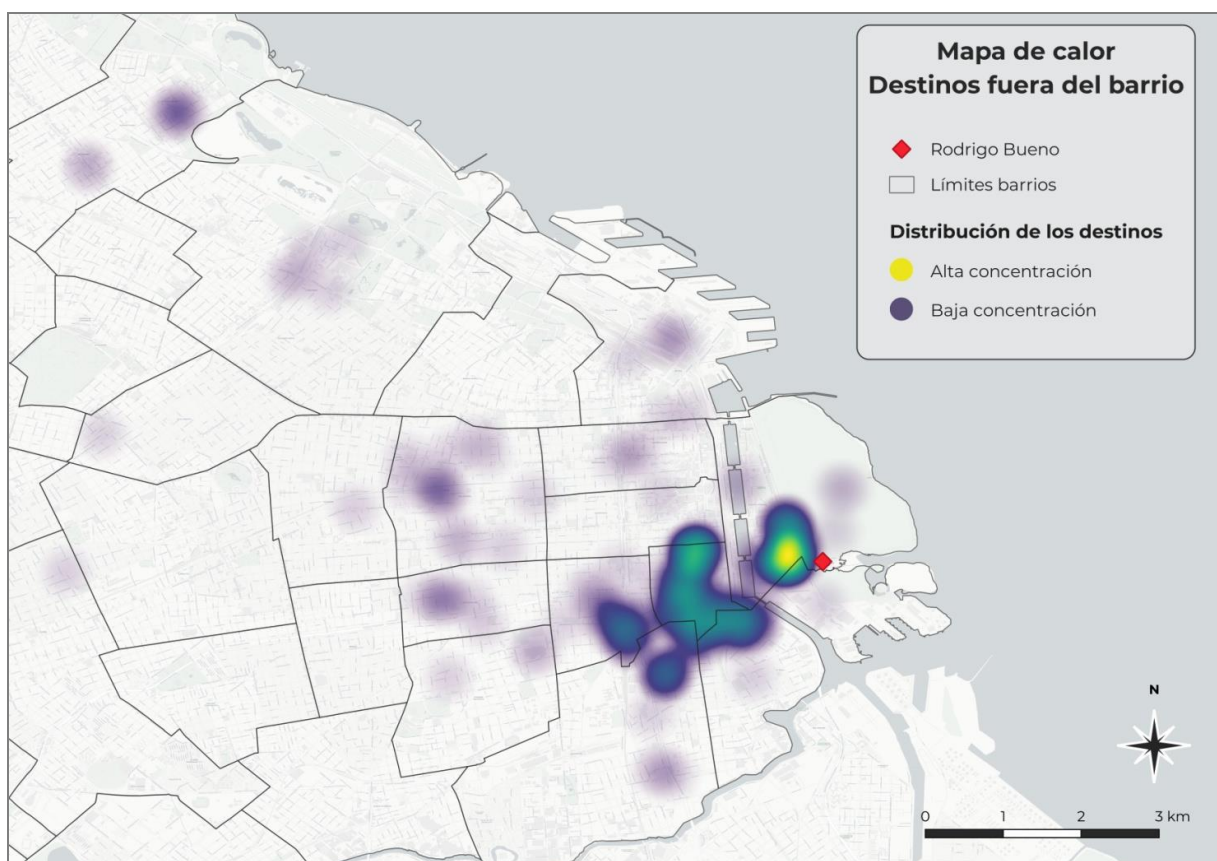 Mapa de calor
Destinos fuera del barrio
Rodrigo Bueno
Límites barrios
Distribución de los destinos
Alta concentración
Baja concentración
N
0 1 2 3 km